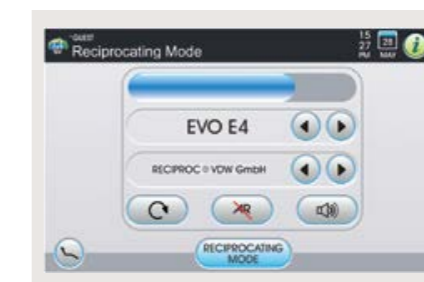 GUEST
Reciprocating Mode
15
27
PM
28
MAY
EVO E4
RECIPROC ® VDW GmbH
RECIPROCATING
MODE